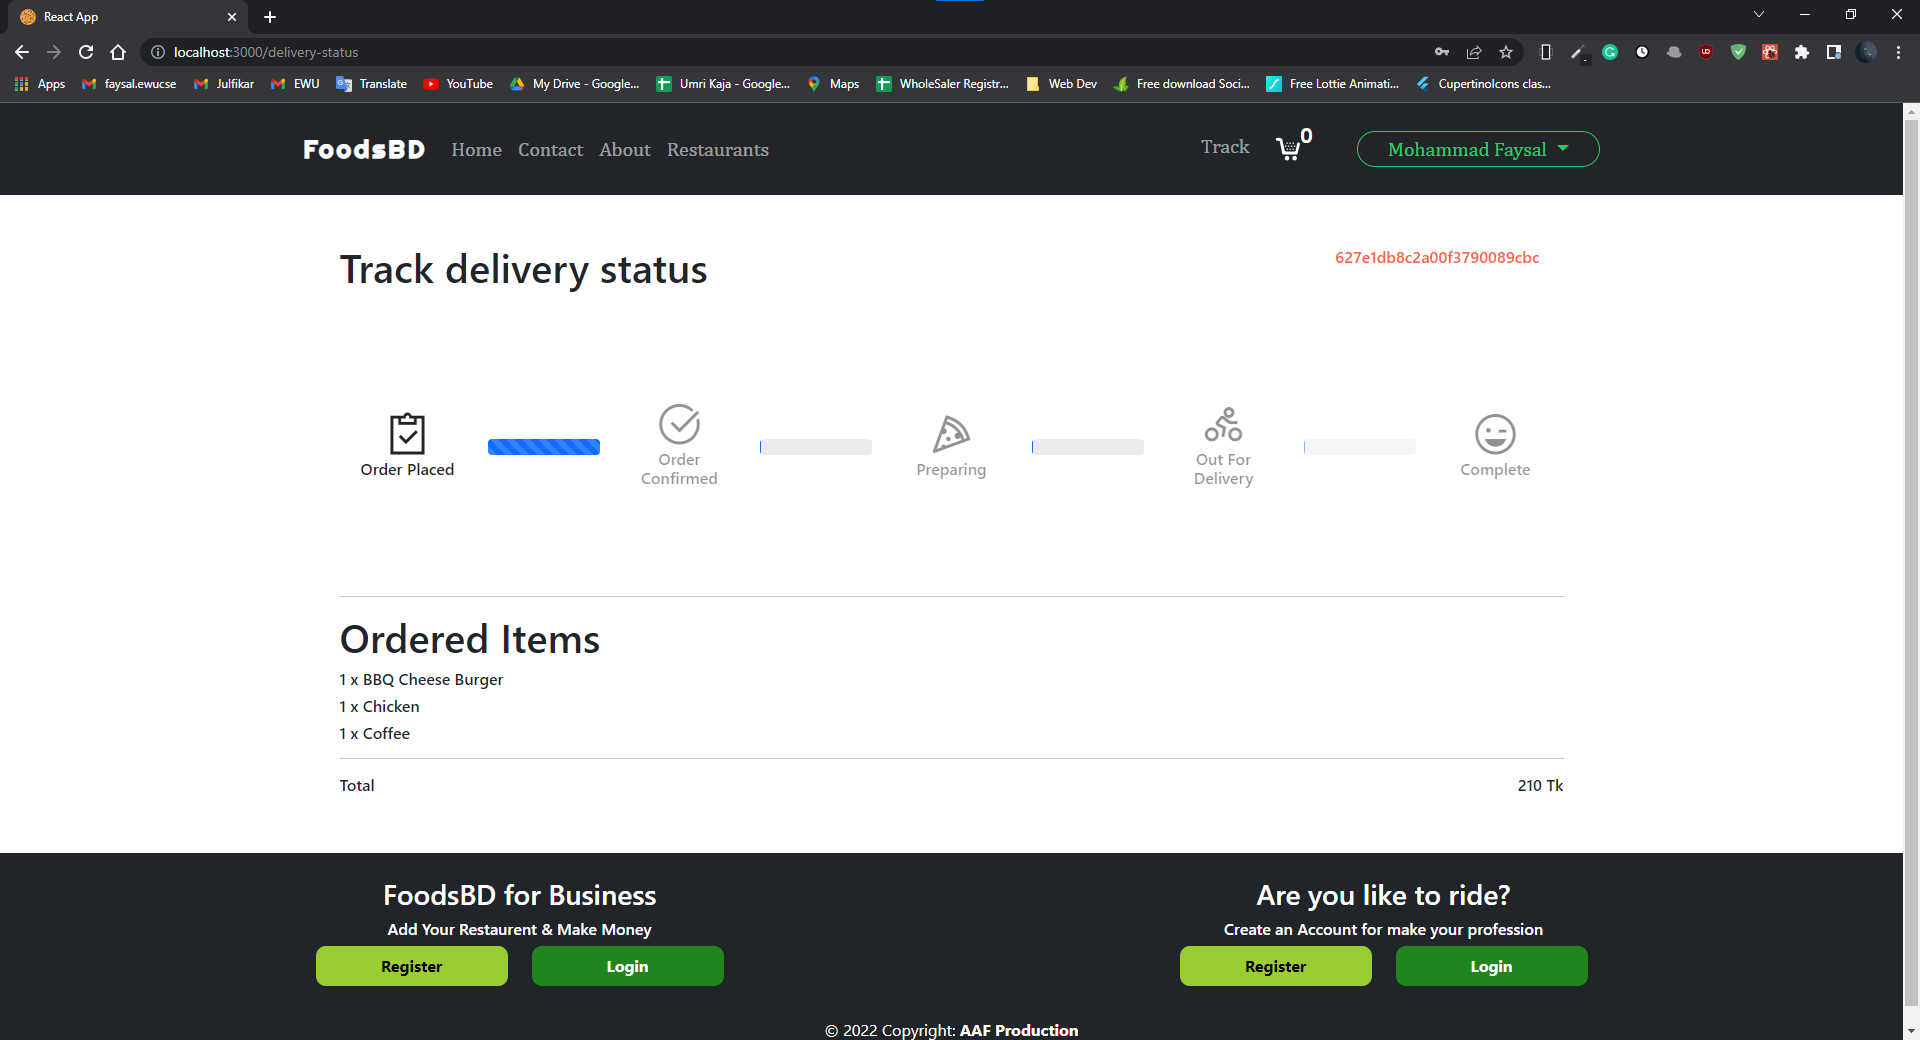 React App
localhost:3000/delivery-status
Apps faysal.ewucse Julfikar EWU Translate YouTube My Drive - Google... Umri Kaja - Google... Maps WholeSaler Registr... Web Dev Free download Soci... Free Lottie Animati... CupertinoIcons clas...
FoodsBD Home Contact About Restaurants Track 0 Mohammad Faysal
Track delivery status 627e1db8c2a00f3790089cbc
Order Placed
Order
Confirmed
Preparing
Out For
Delivery
Complete
Ordered Items
1 x BBQ Cheese Burger
1 x Chicken
1 x Coffee
Total 210 Tk
FoodsBD for Business
Add Your Restaurent & Make Money
Register Login
Are you like to ride?
Create an Account for make your profession
Register Login
© 2022 Copyright: AAF Production